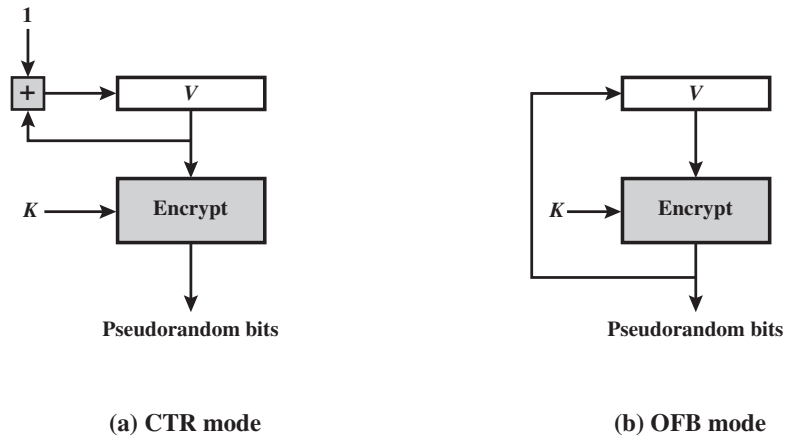 1
+
V
K
Encrypt
Pseudorandom bits
(a) CTR mode
V
K
Encrypt
Pseudorandom bits
(b) OFB mode